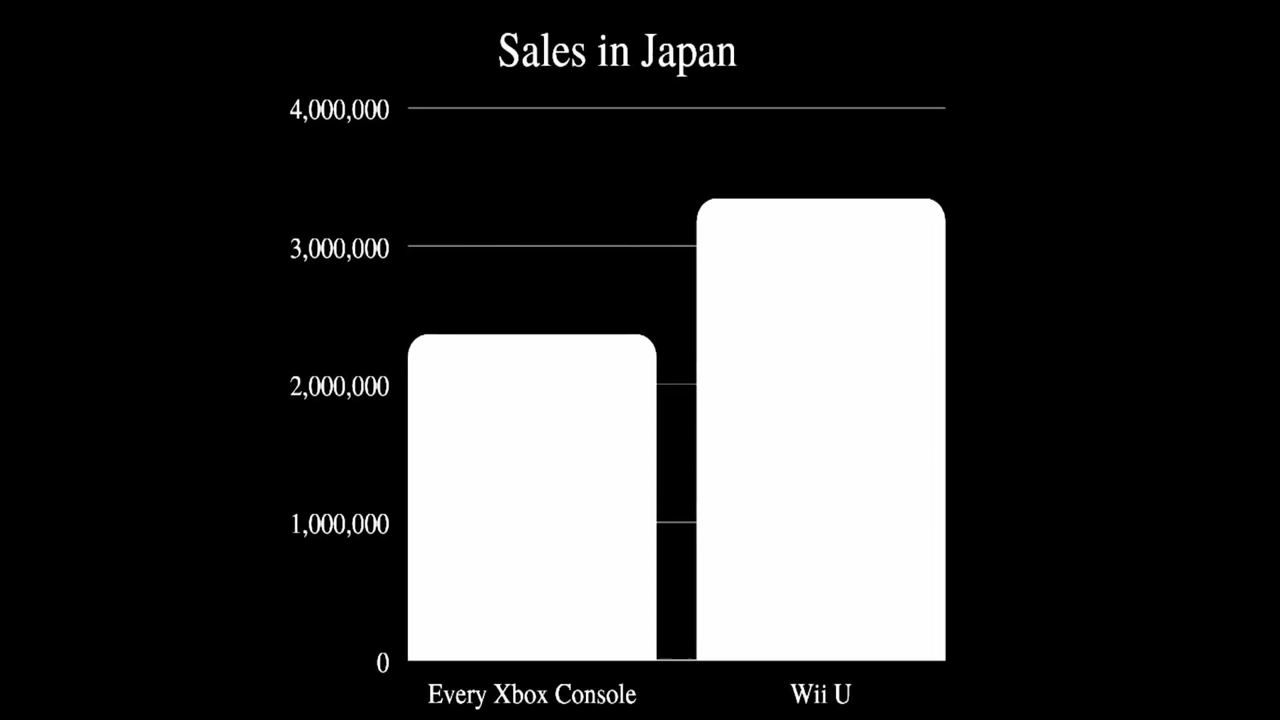 Sales in Japan
4,000,000
3,000,000
2,000,000
1,000,000
0
Every Xbox Console
Wii U